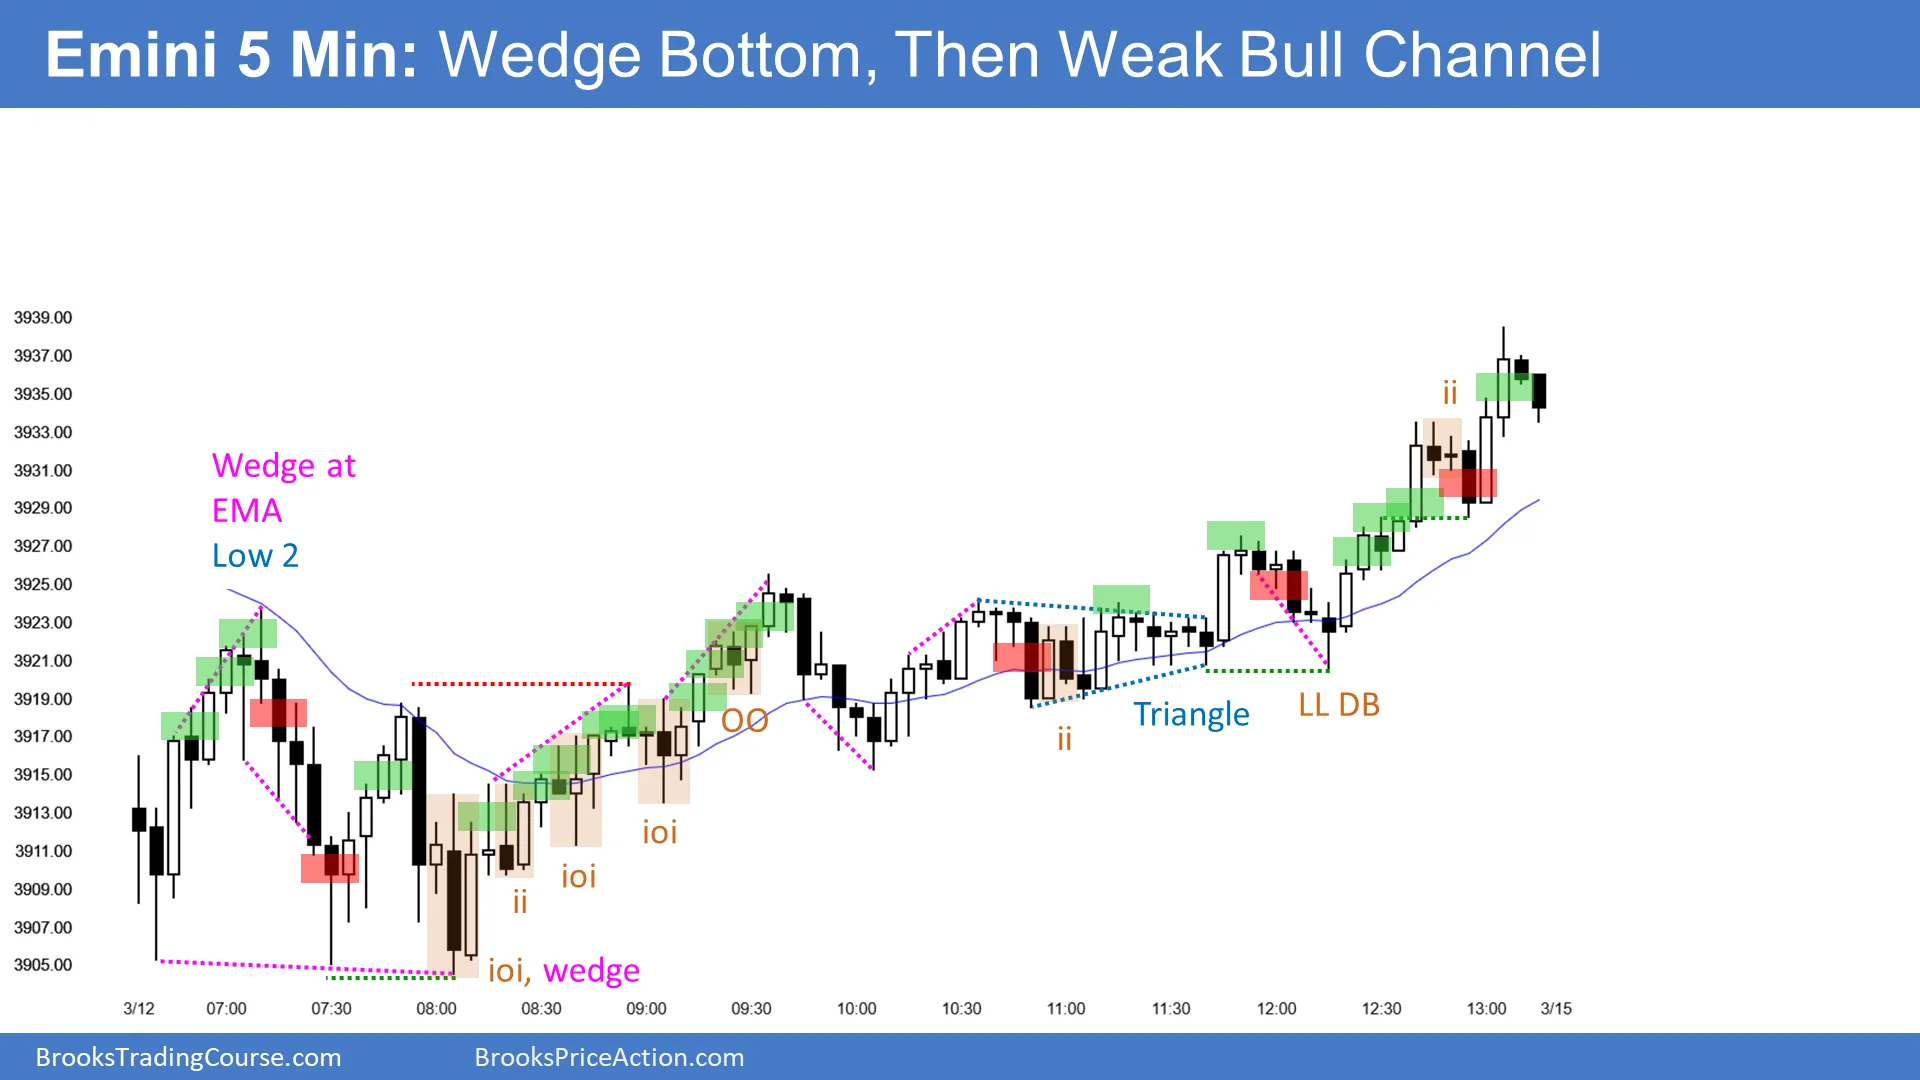 Emini 5 Min: Wedge Bottom, Then Weak Bull Channel
3939.00
3937.00
3935.00
3933.00
3931.00
3929.00
3927.00
3925.00
3923.00
3921.00
3919.00
3917.00
3915.00
3913.00
3911.00
3909.00
3907.00
3905.00
Wedge at
EMA
Low 2
ioi, wedge
ii
ioi
ioi
OO
ii
Triangle
LL DB
ii
3/12 07:00 07:30 08:00 08:30 09:00 09:30 10:00 10:30 11:00 11:30 12:00 12:30 13:00 3/15
BrooksTradingCourse.com BrooksPriceAction.com